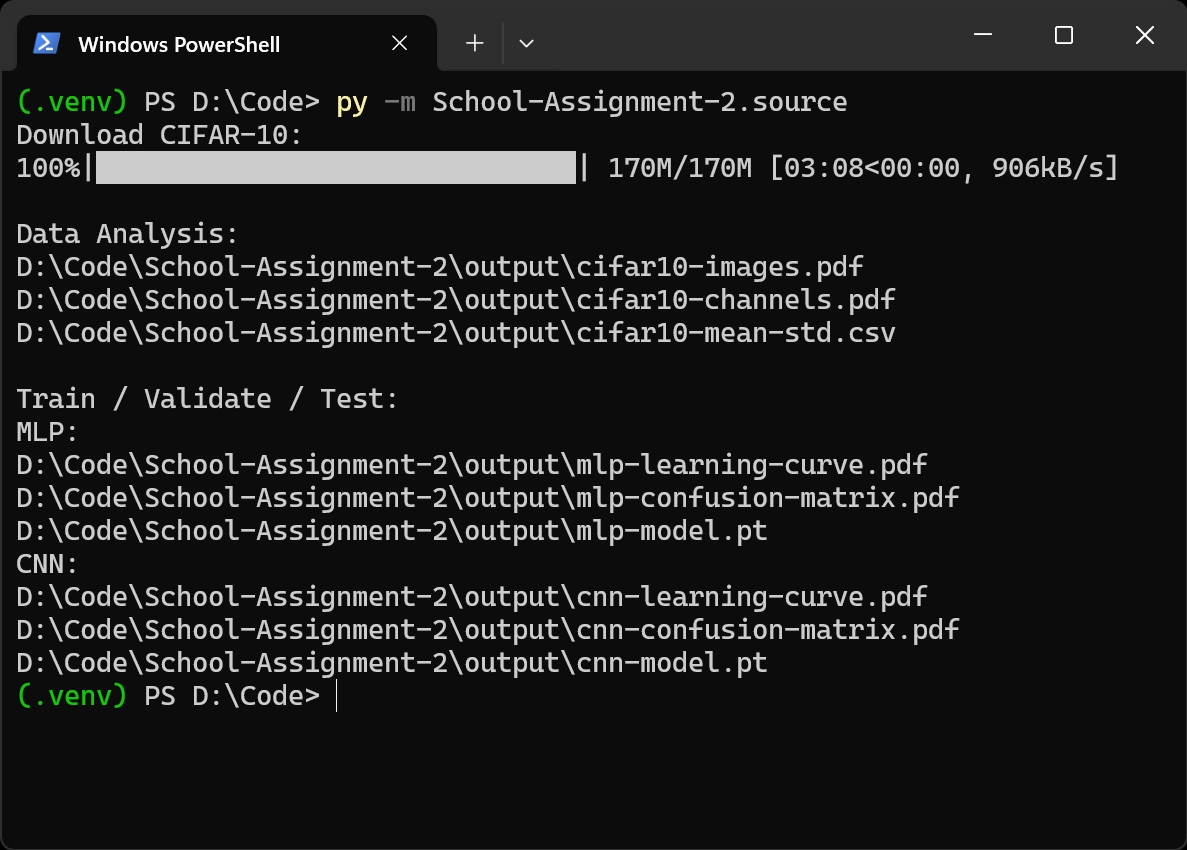 Windows PowerShell
(.venv) PS D:\Code> py -m School-Assignment-2.source
Download CIFAR-10:
100%|██████████████████████████████| 170M/170M [03:08<00:00, 906kB/s]
Data Analysis:
D:\Code\School-Assignment-2\output\cifar10-images.pdf
D:\Code\School-Assignment-2\output\cifar10-channels.pdf
D:\Code\School-Assignment-2\output\cifar10-mean-std.csv
Train / Validate / Test:
MLP:
D:\Code\School-Assignment-2\output\mlp-learning-curve.pdf
D:\Code\School-Assignment-2\output\mlp-confusion-matrix.pdf
D:\Code\School-Assignment-2\output\mlp-model.pt
CNN:
D:\Code\School-Assignment-2\output\cnn-learning-curve.pdf
D:\Code\School-Assignment-2\output\cnn-confusion-matrix.pdf
D:\Code\School-Assignment-2\output\cnn-model.pt
(.venv) PS D:\Code>